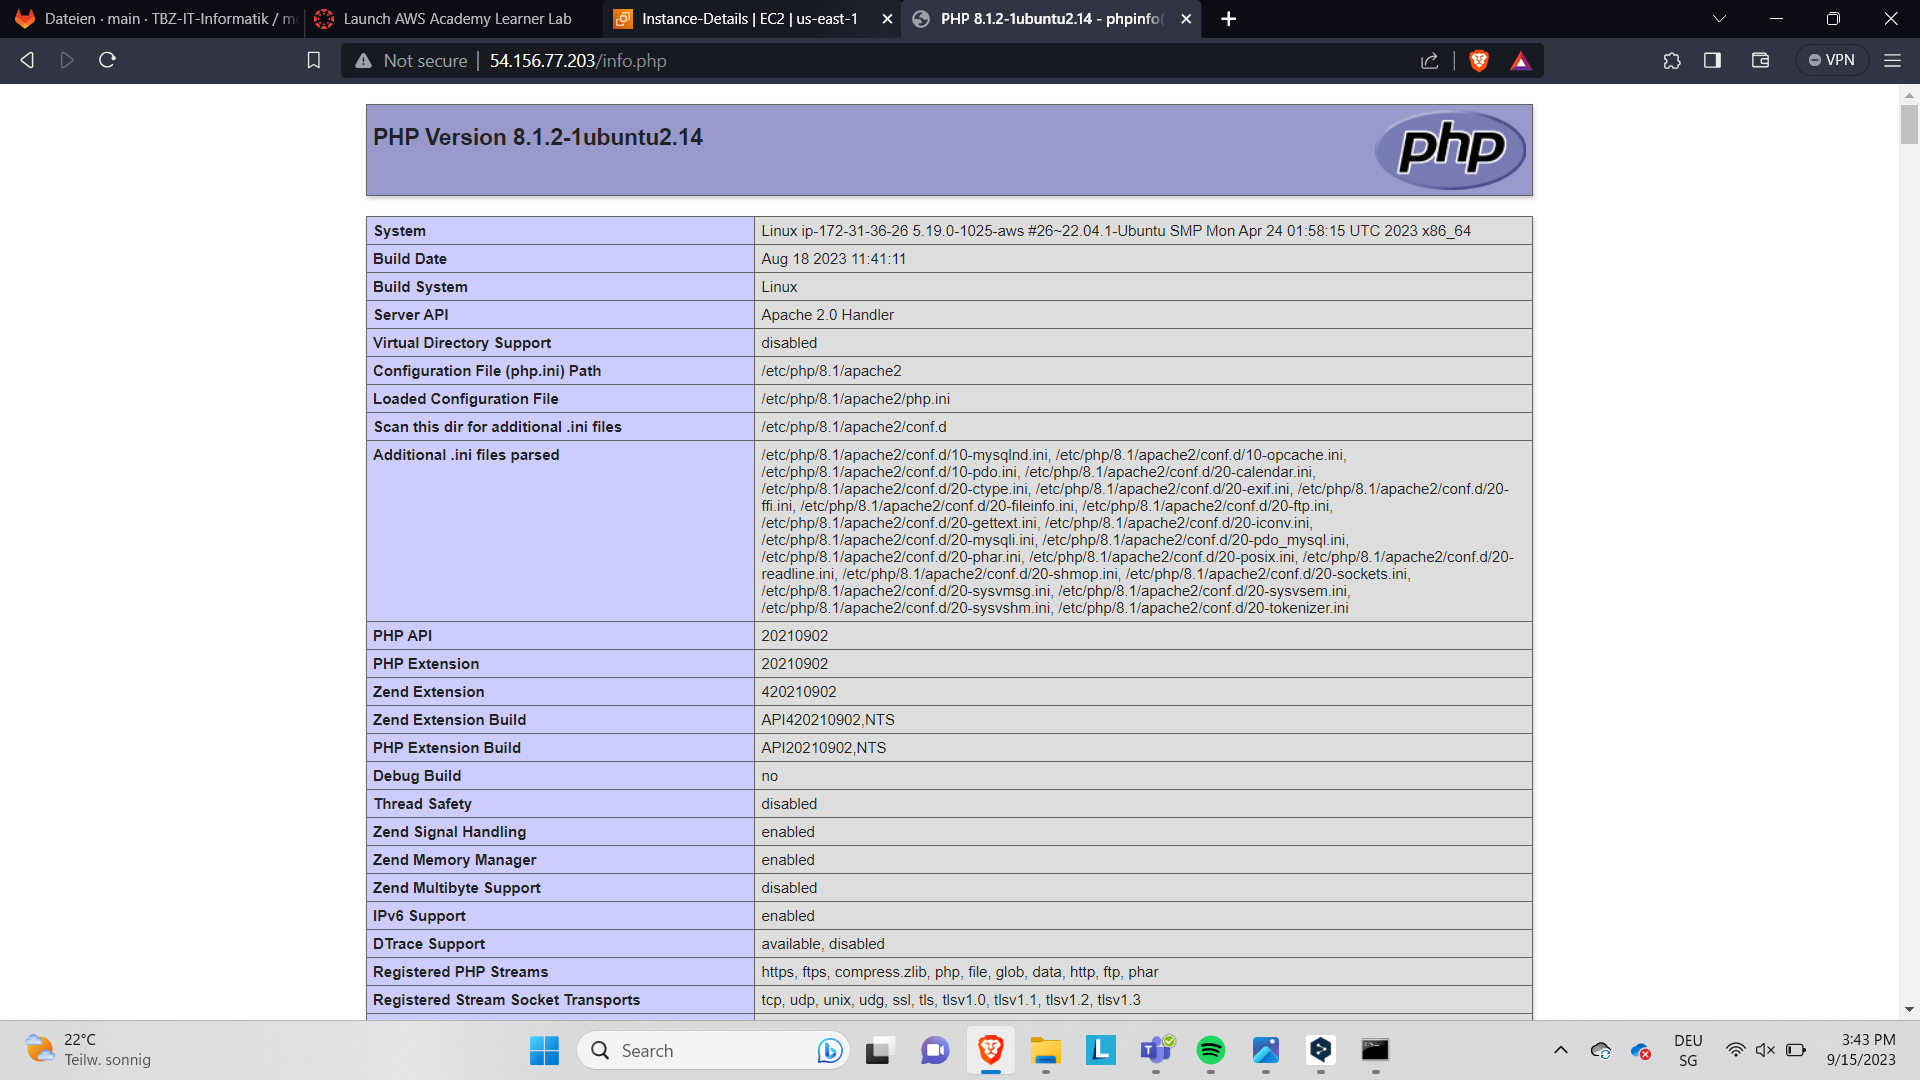 Dateien · main · TBZ-IT-Informatik / m
Launch AWS Academy Learner Lab
Instance-Details | EC2 | us-east-1
PHP 8.1.2-1ubuntu2.14 - phpinfo(
Not secure
54.156.77.203/info.php
VPN
PHP Version 8.1.2-1ubuntu2.14
php
System Linux ip-172-31-36-26 5.19.0-1025-aws #26~22.04.1-Ubuntu SMP Mon Apr 24 01:58:15 UTC 2023 x86_64
Build Date Aug 18 2023 11:41:11
Build System Linux
Server API Apache 2.0 Handler
Virtual Directory Support disabled
Configuration File (php.ini) Path /etc/php/8.1/apache2
Loaded Configuration File /etc/php/8.1/apache2/php.ini
Scan this dir for additional .ini files /etc/php/8.1/apache2/conf.d
Additional .ini files parsed /etc/php/8.1/apache2/conf.d/10-mysqlnd.ini, /etc/php/8.1/apache2/conf.d/10-opcache.ini,
/etc/php/8.1/apache2/conf.d/10-pdo.ini, /etc/php/8.1/apache2/conf.d/20-calendar.ini,
/etc/php/8.1/apache2/conf.d/20-ctype.ini, /etc/php/8.1/apache2/conf.d/20-exif.ini, /etc/php/8.1/apache2/conf.d/20-
ffi.ini, /etc/php/8.1/apache2/conf.d/20-fileinfo.ini, /etc/php/8.1/apache2/conf.d/20-ftp.ini,
/etc/php/8.1/apache2/conf.d/20-gettext.ini, /etc/php/8.1/apache2/conf.d/20-iconv.ini,
/etc/php/8.1/apache2/conf.d/20-mysqli.ini, /etc/php/8.1/apache2/conf.d/20-pdo_mysql.ini,
/etc/php/8.1/apache2/conf.d/20-phar.ini, /etc/php/8.1/apache2/conf.d/20-posix.ini, /etc/php/8.1/apache2/conf.d/20-
readline.ini, /etc/php/8.1/apache2/conf.d/20-shmop.ini, /etc/php/8.1/apache2/conf.d/20-sockets.ini,
/etc/php/8.1/apache2/conf.d/20-sysvmsg.ini, /etc/php/8.1/apache2/conf.d/20-sysvsem.ini,
/etc/php/8.1/apache2/conf.d/20-sysvshm.ini, /etc/php/8.1/apache2/conf.d/20-tokenizer.ini
PHP API 20210902
PHP Extension 20210902
Zend Extension 420210902
Zend Extension Build API420210902,NTS
PHP Extension Build API20210902,NTS
Debug Build no
Thread Safety disabled
Zend Signal Handling enabled
Zend Memory Manager enabled
Zend Multibyte Support disabled
IPv6 Support enabled
DTrace Support available, disabled
Registered PHP Streams https, ftps, compress.zlib, php, file, glob, data, http, ftp, phar
Registered Stream Socket Transports tcp, udp, unix, udg, ssl, tls, tlsv1.0, tlsv1.1, tlsv1.2, tlsv1.3
22°C
Teilw. sonnig
Search
L
DEU
SG
3:43 PM
9/15/2023